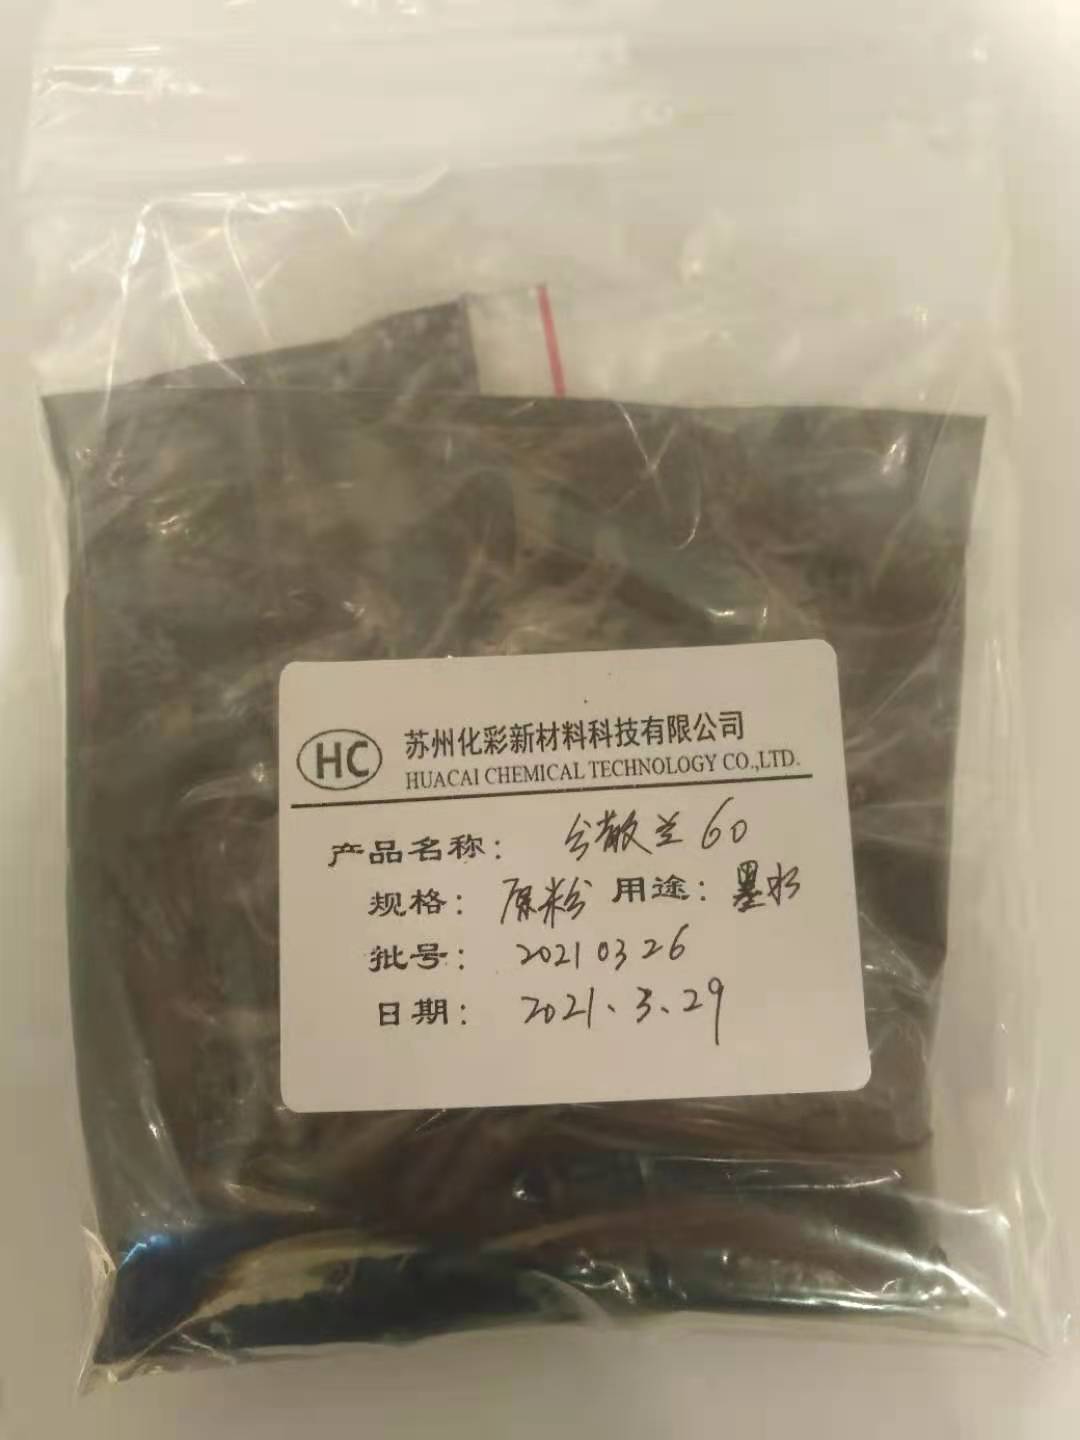 HC
苏州化彩新材料科技有限公司
HUACAI CHEMICAL TECHNOLOGY CO.,LTD.
产品名称： 分散兰60
规格： 原粉 用途： 墨水
批号： 20210326
日期： 2021、3、29